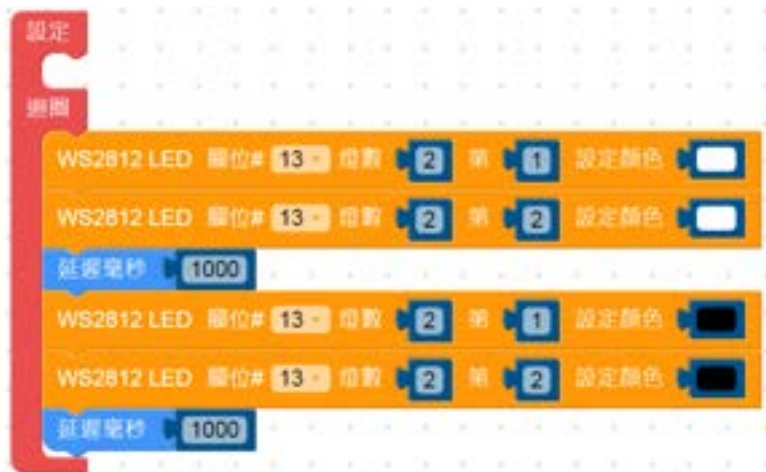 設定
迴圈
WS2812 LED 腳位# 13 燈數 2 第 1 設定顏色
WS2812 LED 腳位# 13 燈數 2 第 2 設定顏色
延遲毫秒 1000
WS2812 LED 腳位# 13 燈數 2 第 1 設定顏色
WS2812 LED 腳位# 13 燈數 2 第 2 設定顏色
延遲毫秒 1000